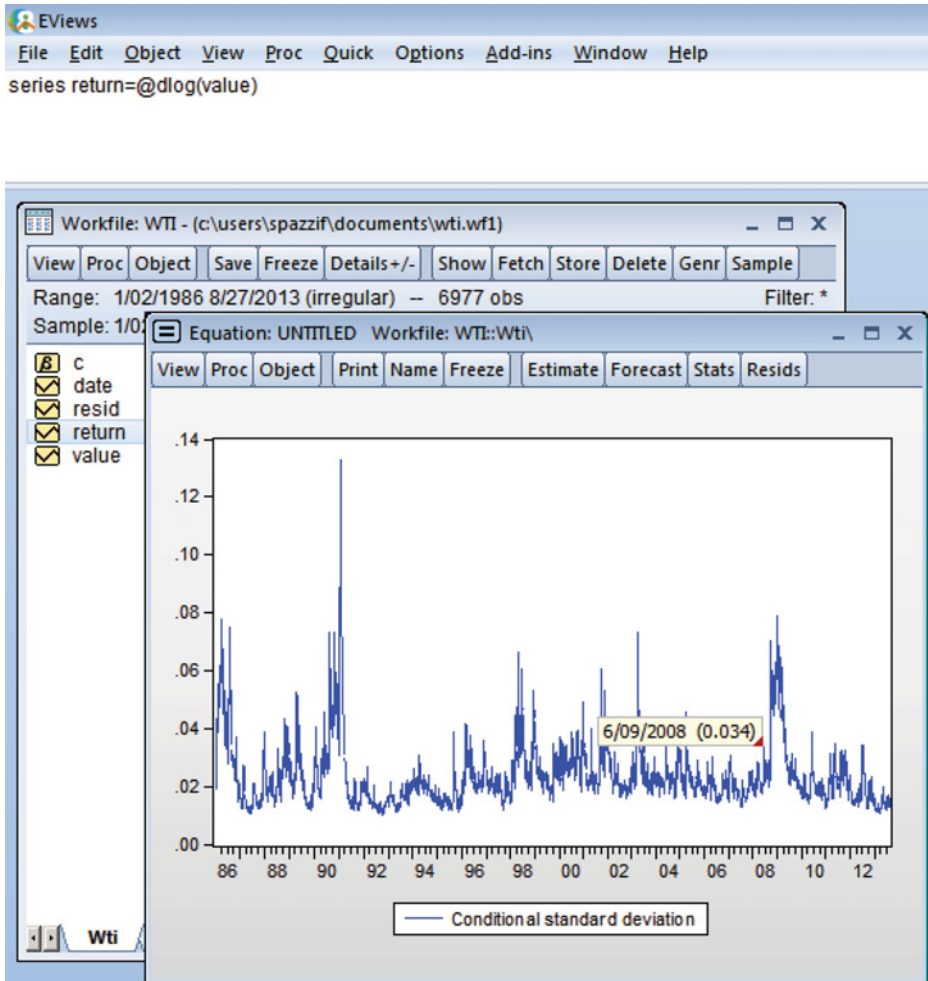 EViews
File Edit Object View Proc Quick Options Add-ins Window Help
series return=@dlog(value)
Workfile: WTI - (c:\users\spazzif\documents\wti.wf1)
View Proc Object Save Freeze Details+/- Show Fetch Store Delete Genr Sample
Range: 1/02/1986 8/27/2013 (irregular) -- 6977 obs Filter: *
Sample: 1/0
β c
date
resid
return
value
Wti
Equation: UNTITLED Workfile: WTI::Wti\
View Proc Object Print Name Freeze Estimate Forecast Stats Resids
.14
.12
.10
.08
.06
.04
.02
.00
6/09/2008 (0.034)
86 88 90 92 94 96 98 00 02 04 06 08 10 12
Conditional standard deviation